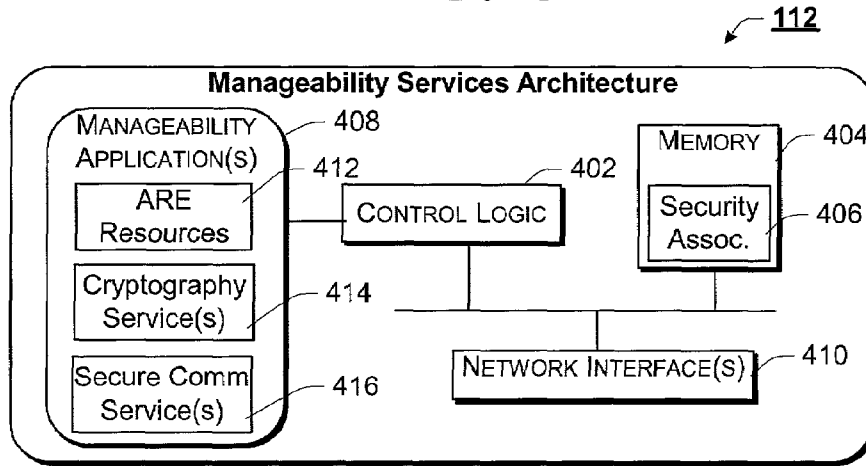 112
Manageability Services Architecture
MANAGEABILITY
APPLICATION(S)
408
412
ARE
Resources
Cryptography
Service(s)
414
Secure Comm
Service(s)
416
402
CONTROL LOGIC
MEMORY
404
Security
Assoc.
406
NETWORK INTERFACE(S)
410